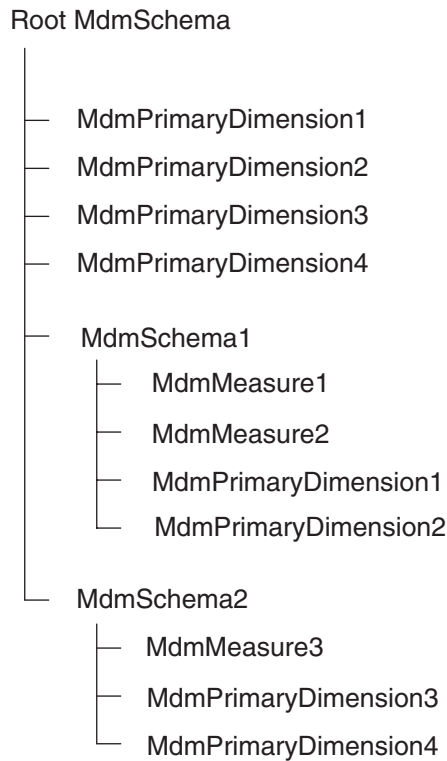 Root MdmSchema
MdmPrimaryDimension1
MdmPrimaryDimension2
MdmPrimaryDimension3
MdmPrimaryDimension4
MdmSchema1
MdmMeasure1
MdmMeasure2
MdmPrimaryDimension1
MdmPrimaryDimension2
MdmSchema2
MdmMeasure3
MdmPrimaryDimension3
MdmPrimaryDimension4